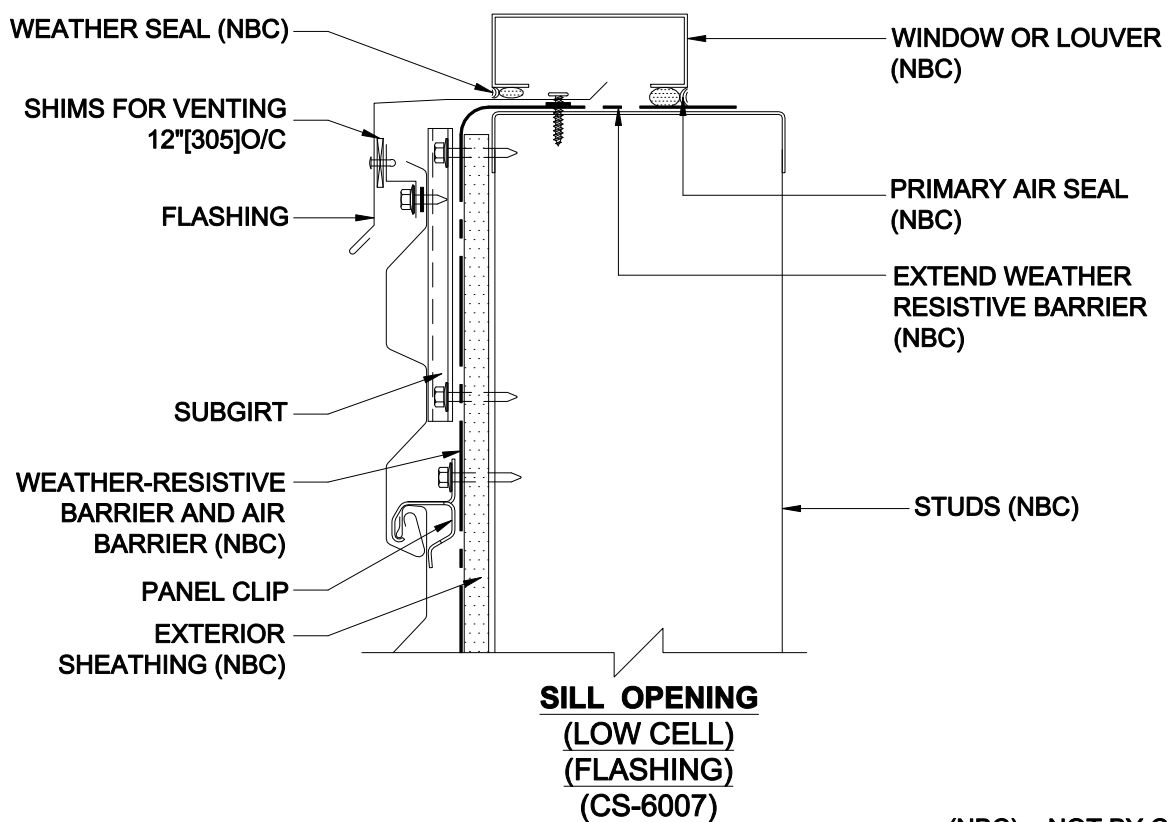 WEATHER SEAL (NBC)
SHIMS FOR VENTING
12"[305]O/C
FLASHING
SUBGIRT
WEATHER-RESISTIVE
BARRIER AND AIR
BARRIER (NBC)
PANEL CLIP
EXTERIOR
SHEATHING (NBC)
WINDOW OR LOUVER
(NBC)
PRIMARY AIR SEAL
(NBC)
EXTEND WEATHER
RESISTIVE BARRIER
(NBC)
STUDS (NBC)
SILL OPENING
(LOW CELL)
(FLASHING)
(CS-6007)